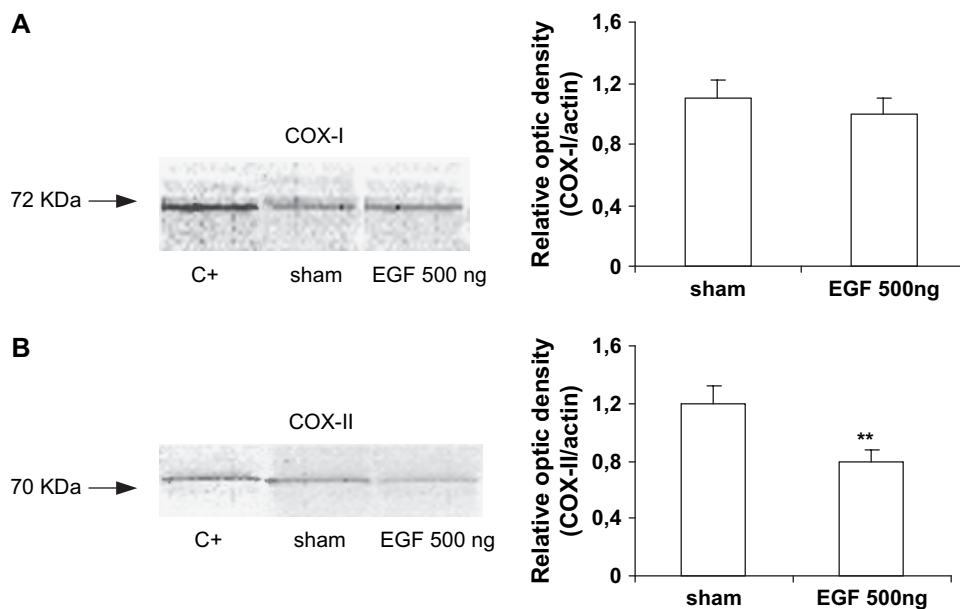 A
COX-I
72 KDa
C+ sham EGF 500 ng
Relative optic density
(COX-I/actin)
1,6
1,2
0,8
0,4
0
sham EGF 500ng
B
COX-II
70 KDa
C+ sham EGF 500 ng
Relative optic density
(COX-II/actin)
1,6
1,2
0,8
0,4
0
**
sham EGF 500ng